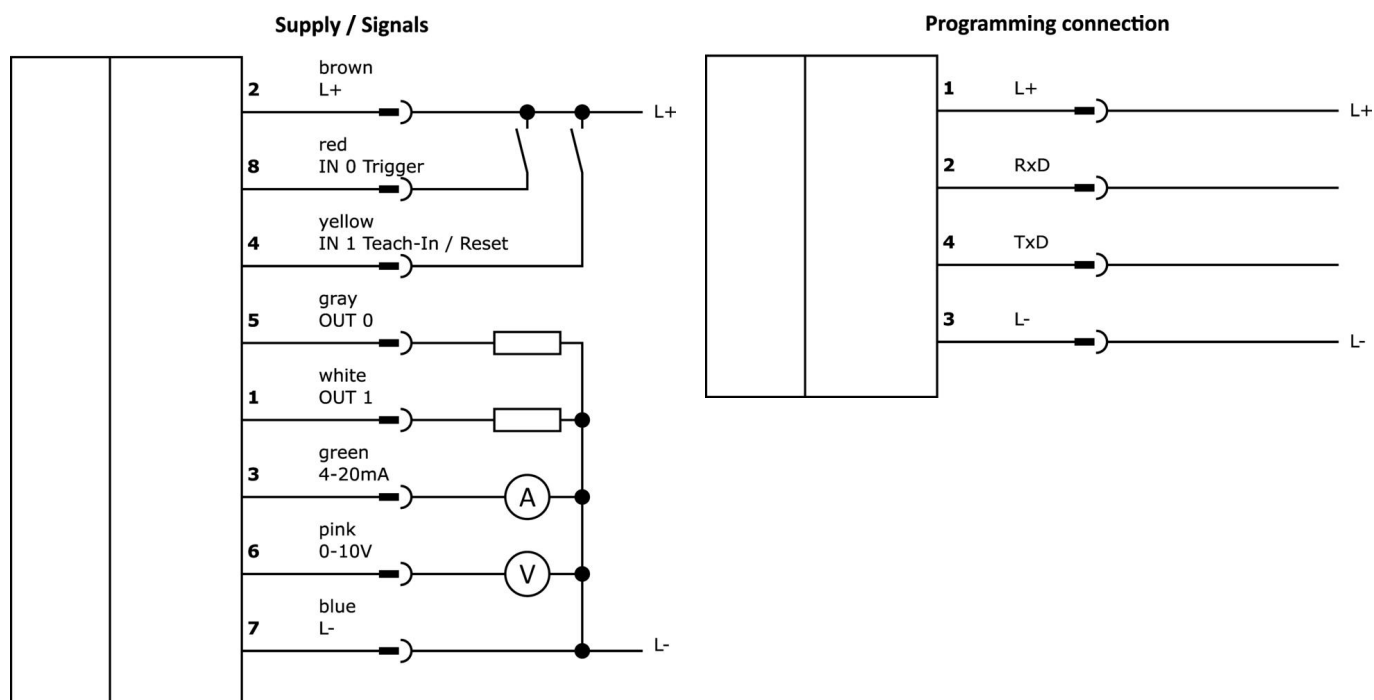 Supply / Signals
brown
2 L+
L+
red
8 IN 0 Trigger
yellow
4 IN 1 Teach-In / Reset
gray
5 OUT 0
white
1 OUT 1
green
3 4-20mA
A
pink
6 0-10V
V
blue
7 L-
L-
Programming connection
1 L+
L+
2 RxD
4 TxD
3 L-
L-